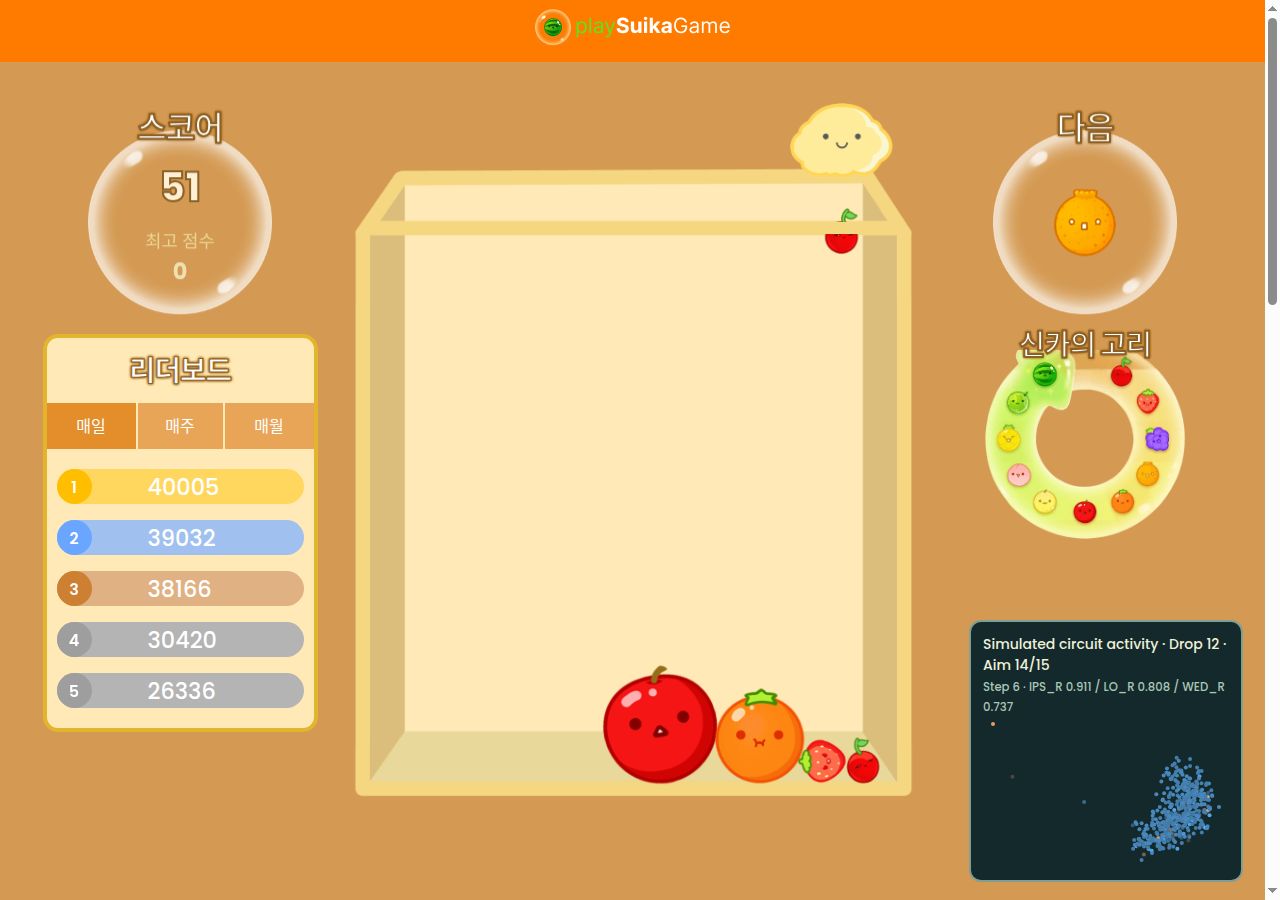 playSuikaGame
스코어
51
최고 점수
0
다음
신카의 고리
리더보드
매일 매주 매월
1 40005
2 39032
3 38166
4 30420
5 26336
Simulated circuit activity · Drop 12 ·
Aim 14/15
Step 6 · IPS_R 0.911 / LO_R 0.808 / WED_R
0.737